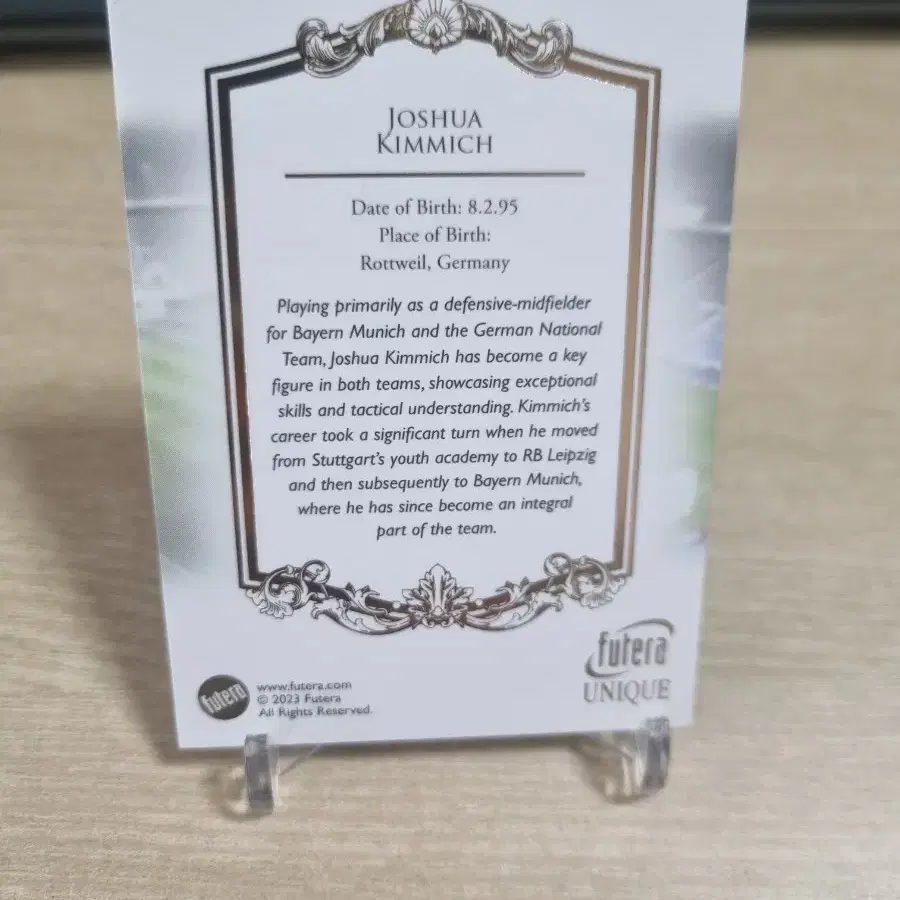 JOSHUA
KIMMICH
Date of Birth: 8.2.95
Place of Birth:
Rottweil, Germany
Playing primarily as a defensive-midfielder
for Bayern Munich and the German National
Team, Joshua Kimmich has become a key
figure in both teams, showcasing exceptional
skills and tactical understanding. Kimmich's
career took a significant turn when he moved
from Stuttgart's youth academy to RB Leipzig
and then subsequently to Bayern Munich,
where he has since become an integral
part of the team.
futera
UNIQUE
futera
www.futera.com
© 2023 Futera
All Rights Reserved.